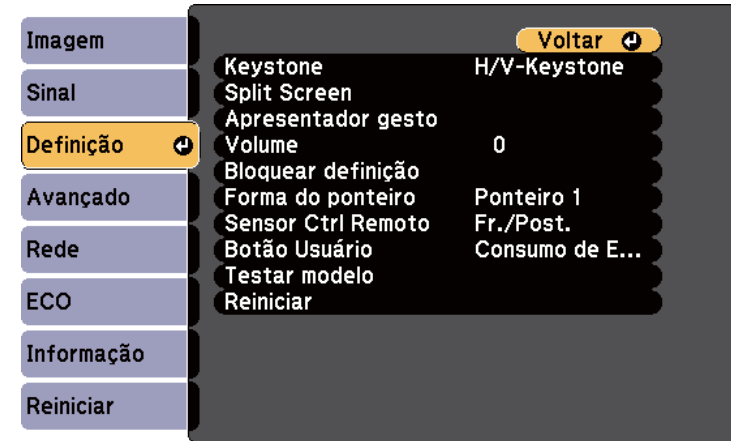 Imagem
Sinal
Definição
Avançado
Rede
ECO
Informação
Reiniciar
Voltar
Keystone H/V-Keystone
Split Screen
Apresentador gesto
Volume 0
Bloquear definição
Forma do ponteiro Ponteiro 1
Sensor Ctrl Remoto Fr./Post.
Botão Usuário Consumo de E...
Testar modelo
Reiniciar